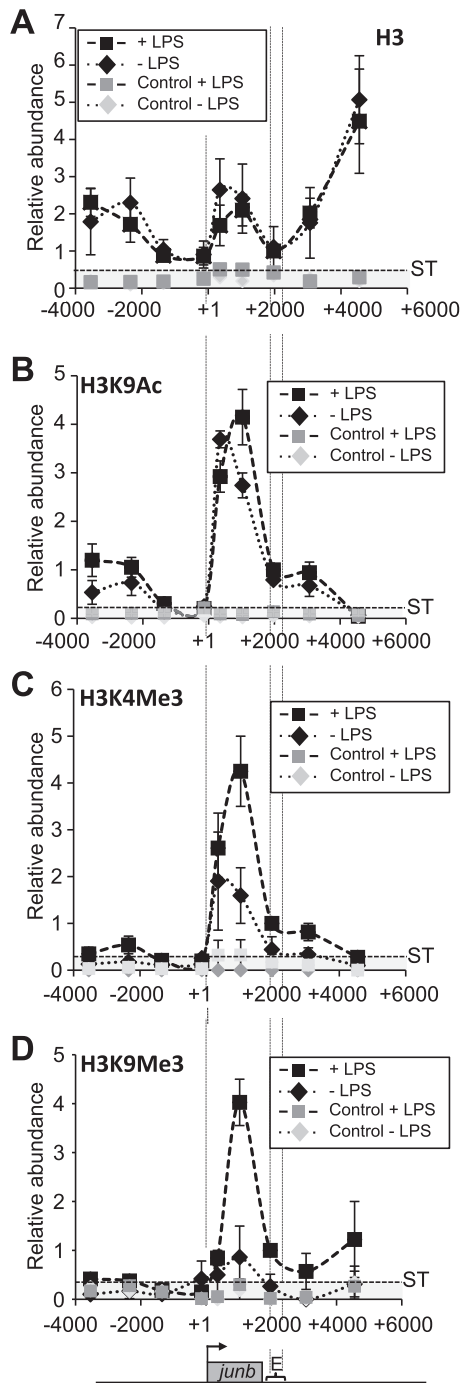 A
H3
+ LPS
- LPS
Control + LPS
Control - LPS
Relative abundance
7
6
5
4
3
2
1
0
ST
-4000 -2000 +1 +2000 +4000 +6000
B
H3K9Ac
+ LPS
- LPS
Control + LPS
Control - LPS
Relative abundance
5
4
3
2
1
0
ST
-4000 -2000 +1 +2000 +4000 +6000
C
H3K4Me3
+ LPS
- LPS
Control + LPS
Control - LPS
Relative abundance
6
5
4
3
2
1
0
ST
-4000 -2000 +1 +2000 +4000 +6000
D
H3K9Me3
+ LPS
- LPS
Control + LPS
Control - LPS
Relative abundance
5
4
3
2
1
0
ST
-4000 -2000 +1 +2000 +4000 +6000
junb
E